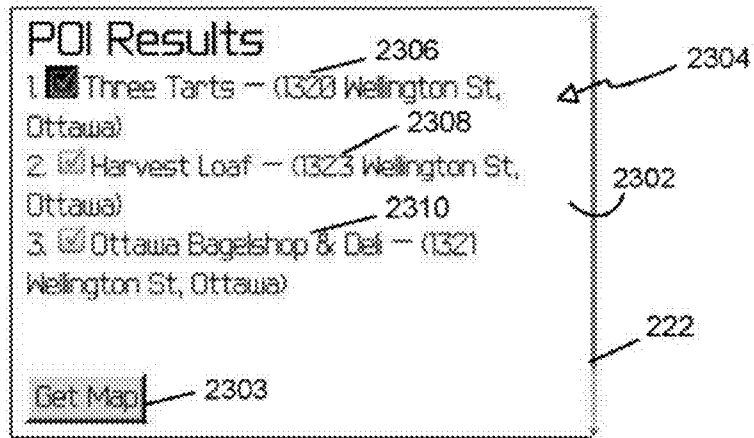 POI Results
2306
2304
1. Three Tarts — (1320 Wellington St,
Ottawa)
2308
2. Harvest Loaf — (1323 Wellington St,
2302
Ottawa)
2310
3. Ottawa Bagelshop & Deli — (1321
Wellington St, Ottawa)
222
Get Map
2303